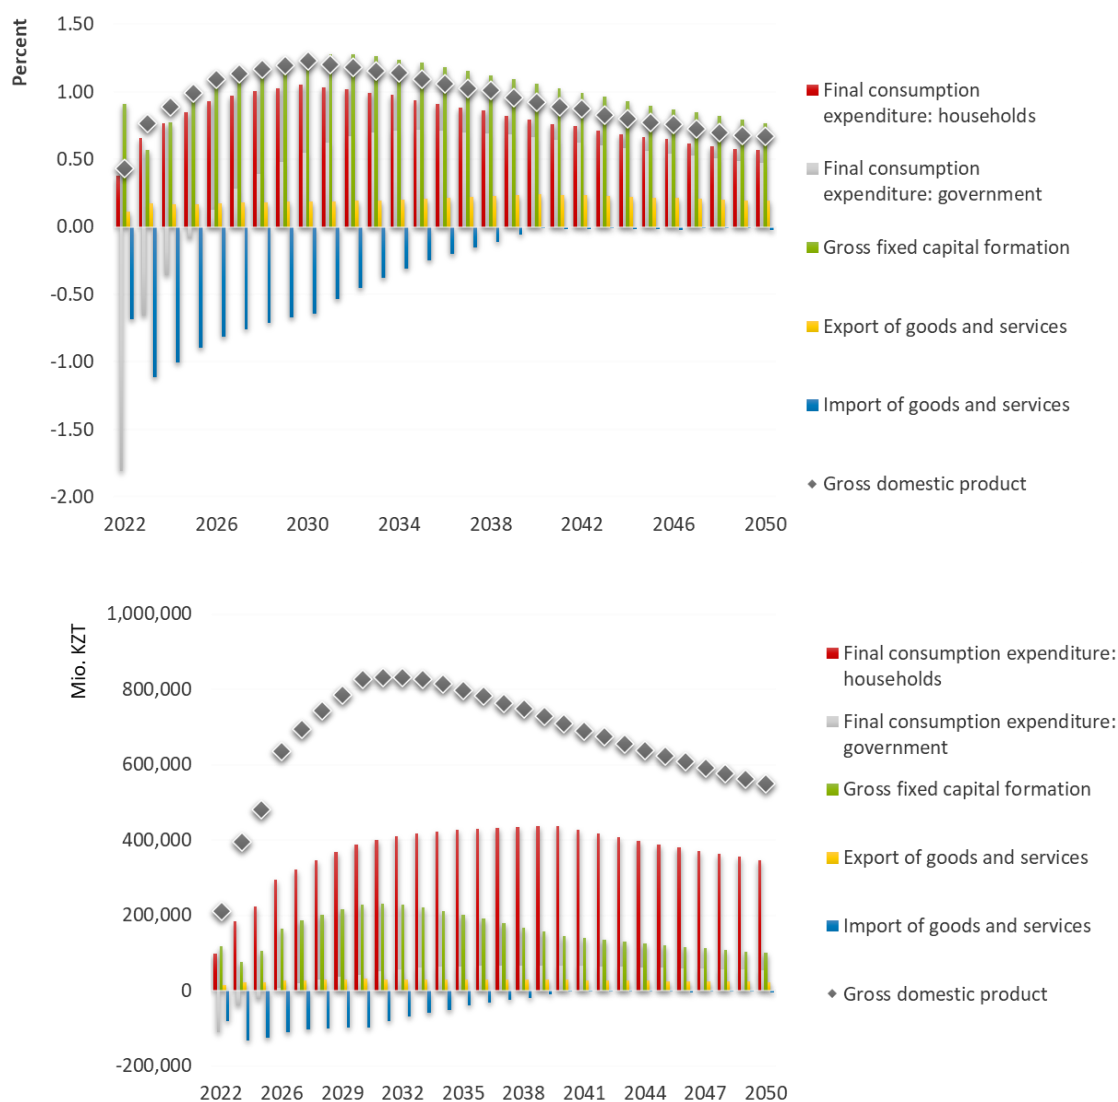 Percent
1.50
1.00
0.50
0.00
-0.50
-1.00
-1.50
-2.00
2022 2026 2030 2034 2038 2042 2046 2050
Final consumption
expenditure: households
Final consumption
expenditure: government
Gross fixed capital formation
Export of goods and services
Import of goods and services
Gross domestic product
Mio. KZT
1,000,000
800,000
600,000
400,000
200,000
0
-200,000
2022 2026 2029 2032 2035 2038 2041 2044 2047 2050
Final consumption expenditure:
households
Final consumption expenditure:
government
Gross fixed capital formation
Export of goods and services
Import of goods and services
Gross domestic product